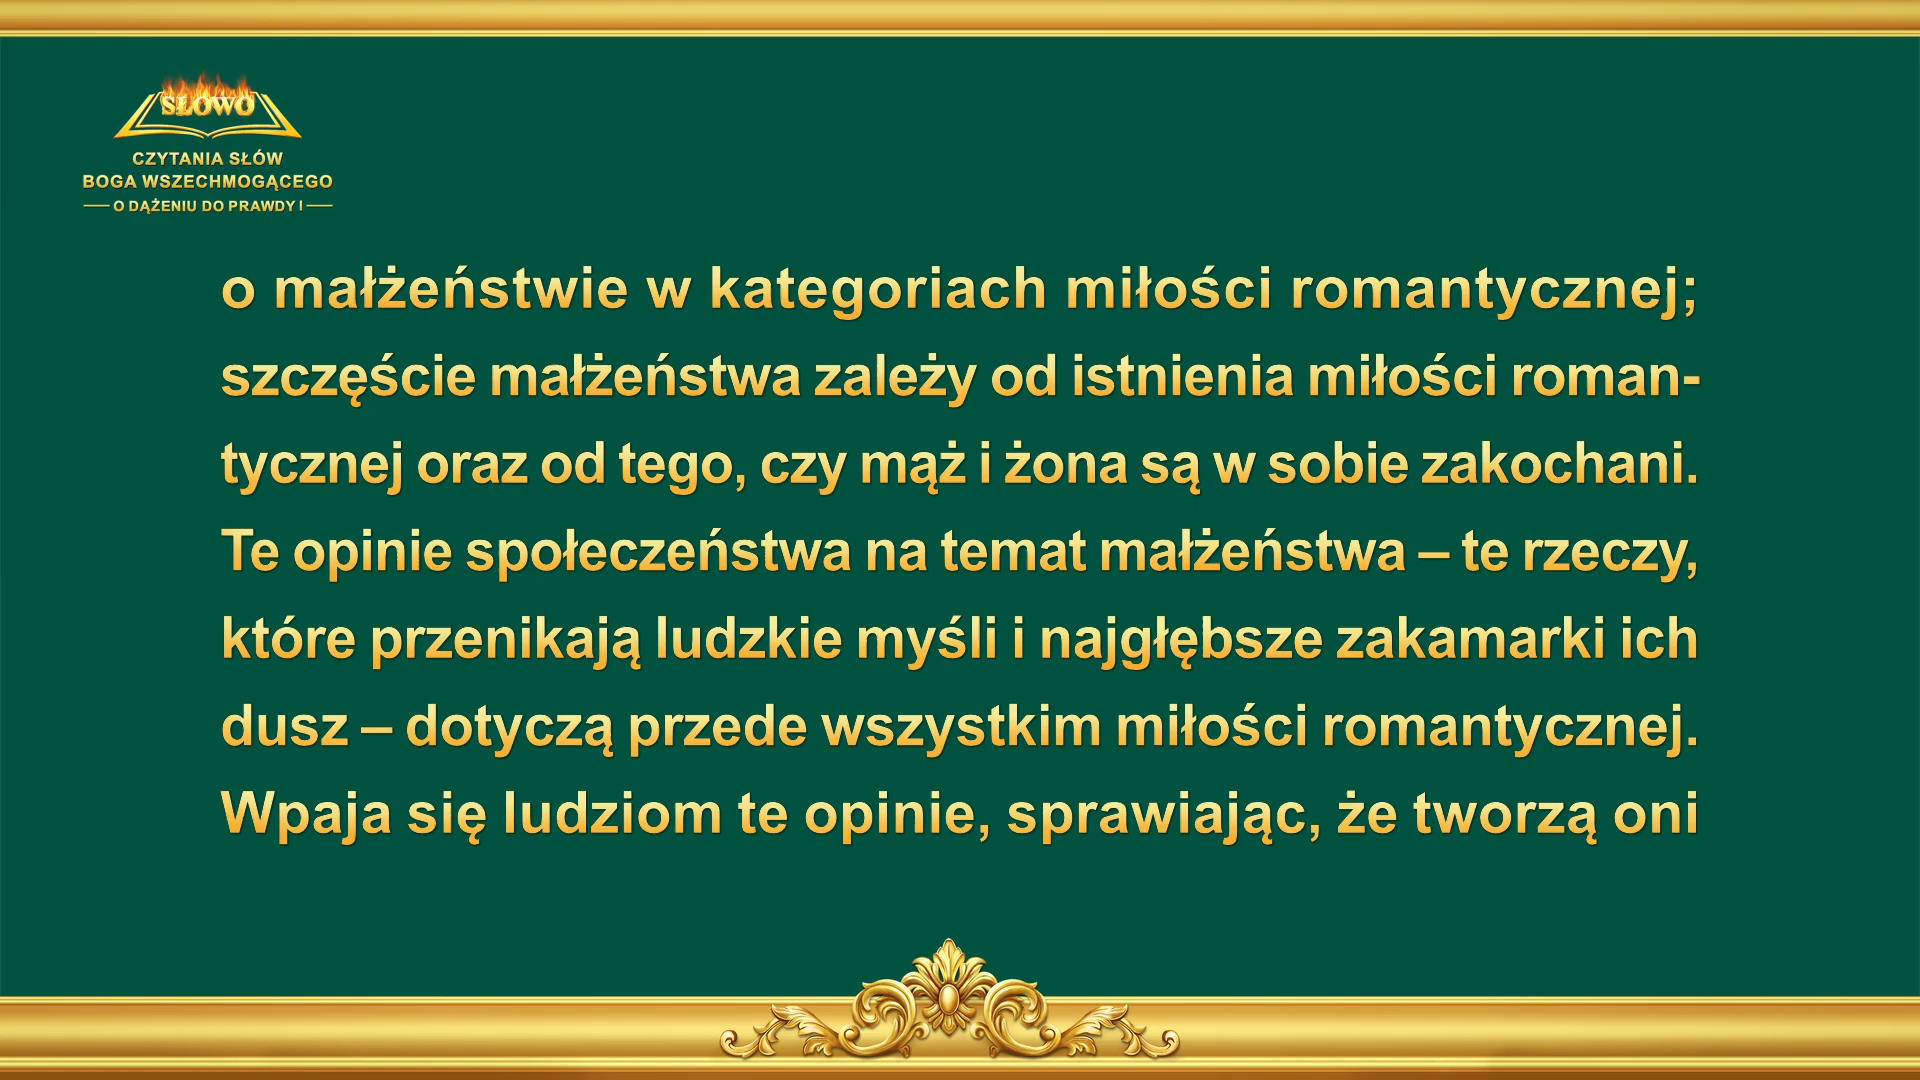 SŁOWO
CZYTANIA SŁÓW
BOGA WSZECHMOGĄCEGO
O DĄŻENIU DO PRAWDY I
o małżeństwie w kategoriach miłości romantycznej;
szczęście małżeństwa zależy od istnienia miłości roman-
tycznej oraz od tego, czy mąż i żona są w sobie zakochani.
Te opinie społeczeństwa na temat małżeństwa – te rzeczy,
które przenikają ludzkie myśli i najgłębsze zakamarki ich
dusz – dotyczą przede wszystkim miłości romantycznej.
Wpaja się ludziom te opinie, sprawiając, że tworzą oni